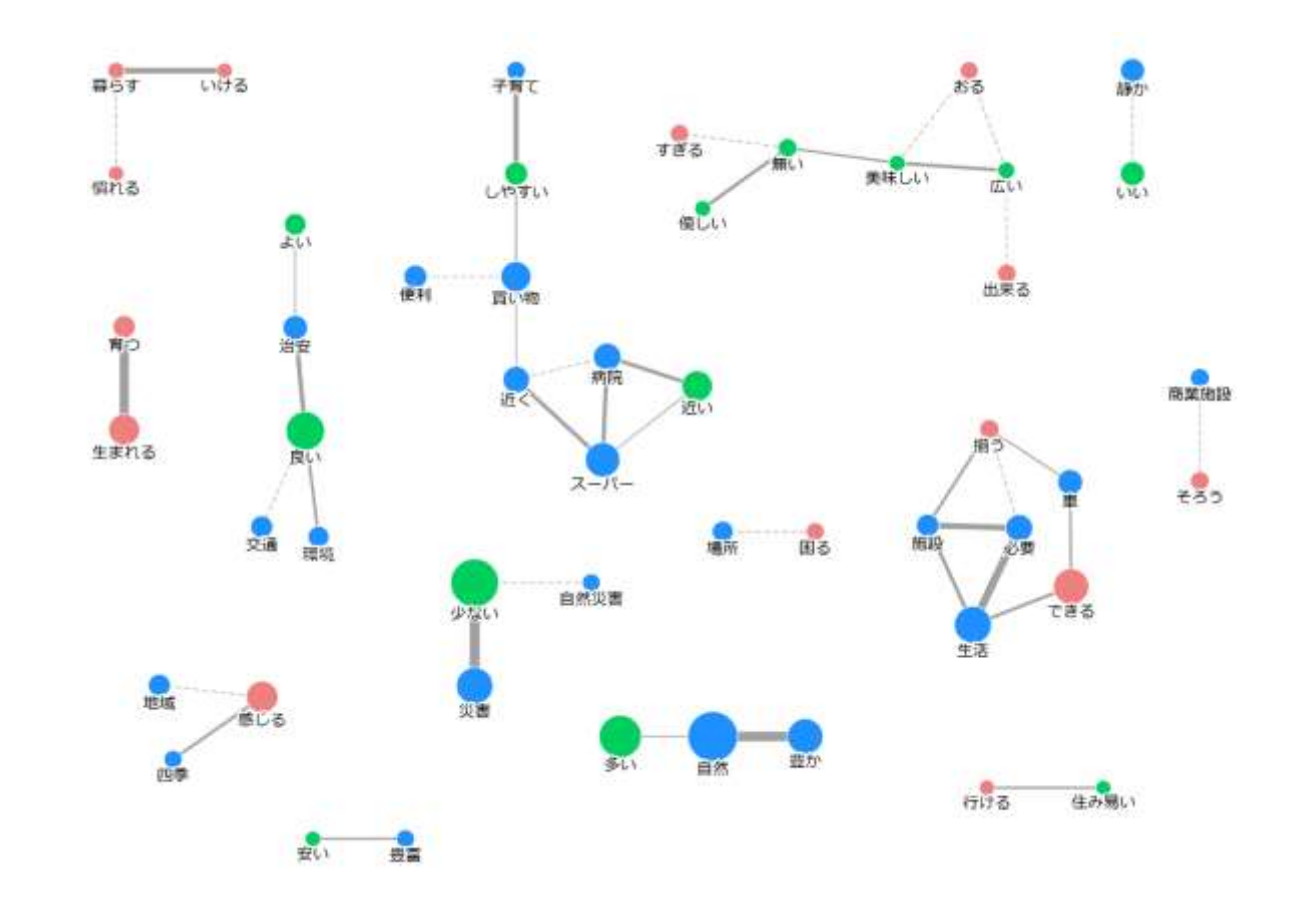 暮らす
いける
子育て
おる
静か
すぎる
無い
美味しい
広い
いい
慣れる
しやすい
優しい
よい
便利
買い物
出来る
育つ
治安
病院
近く
近い
商業施設
生まれる
良い
揃う
スーパー
車
そろう
交通
環境
場所
困る
施設
必要
少ない
自然災害
できる
生活
地域
感じる
災害
四季
多い
自然
豊か
行ける
住み易い
安い
豊富